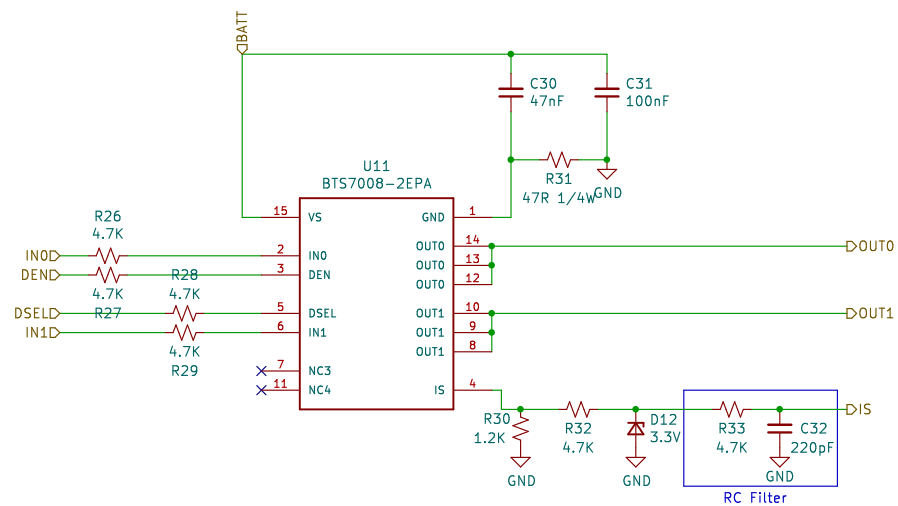 BATT
C30
47nF
C31
100nF
R31
47R 1/4W
GND
U11
BTS7008-2EPA
15 VS
GND 1
R26
4.7K
IN0
2 IN0
DEN
3 DEN
4.7K
R27
R28
4.7K
DSEL
5 DSEL
IN1
6 IN1
4.7K
R29
7 NC3
11 NC4
OUT0 14
OUT0 13
OUT0 12
OUT0
OUT1 10
OUT1 9
OUT1 8
OUT1
IS 4
R30
1.2K
GND
R32
4.7K
D12
3.3V
GND
R33
4.7K
C32
220pF
GND
IS
RC Filter